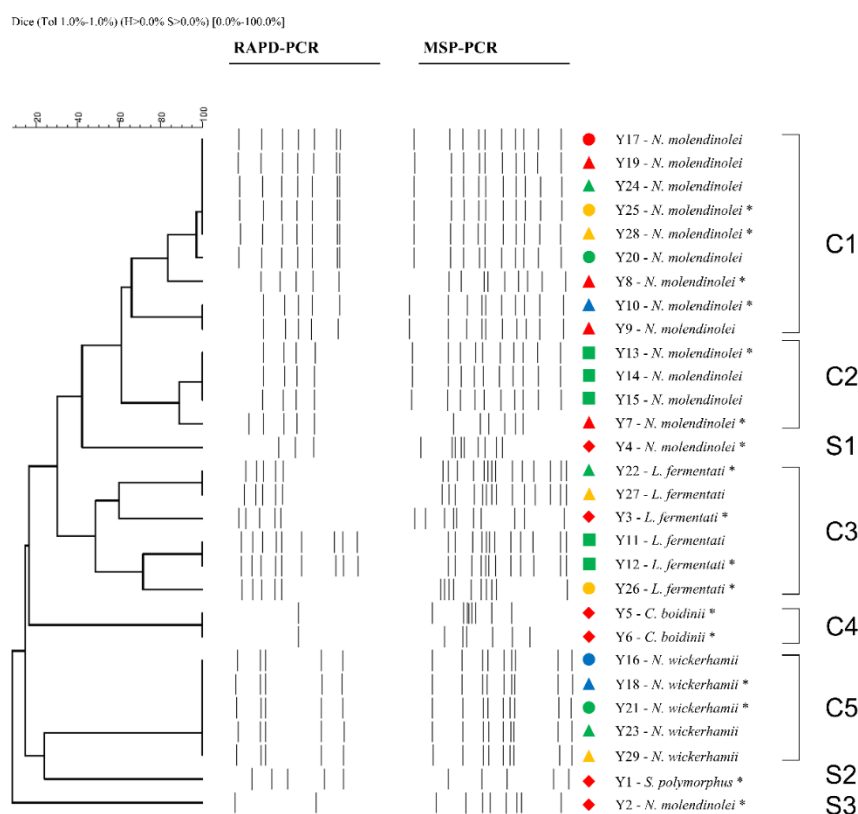 Dice (Tol 1.0%-1.0%) (H>0.0% S>0.0%) [0.0%-100.0%]
RAPD-PCR MSP-PCR
20 40 60 80 100
Y17 - N. molendinolei
Y19 - N. molendinolei
Y24 - N. molendinolei
Y25 - N. molendinolei *
Y28 - N. molendinolei *
C1
Y20 - N. molendinolei
Y8 - N. molendinolei *
Y10 - N. molendinolei *
Y9 - N. molendinolei
Y13 - N. molendinolei *
Y14 - N. molendinolei
C2
Y15 - N. molendinolei
Y7 - N. molendinolei *
Y4 - N. molendinolei *
S1
Y22 - L. fermentati *
Y27 - L. fermentati
Y3 - L. fermentati *
C3
Y11 - L. fermentati
Y12 - L. fermentati *
Y26 - L. fermentati *
Y5 - C. boidinii *
C4
Y6 - C. boidinii *
Y16 - N. wickerhamii
Y18 - N. wickerhamii *
Y21 - N. wickerhamii *
C5
Y23 - N. wickerhamii
Y29 - N. wickerhamii
Y1 - S. polymorphus *
S2
Y2 - N. molendinolei *
S3